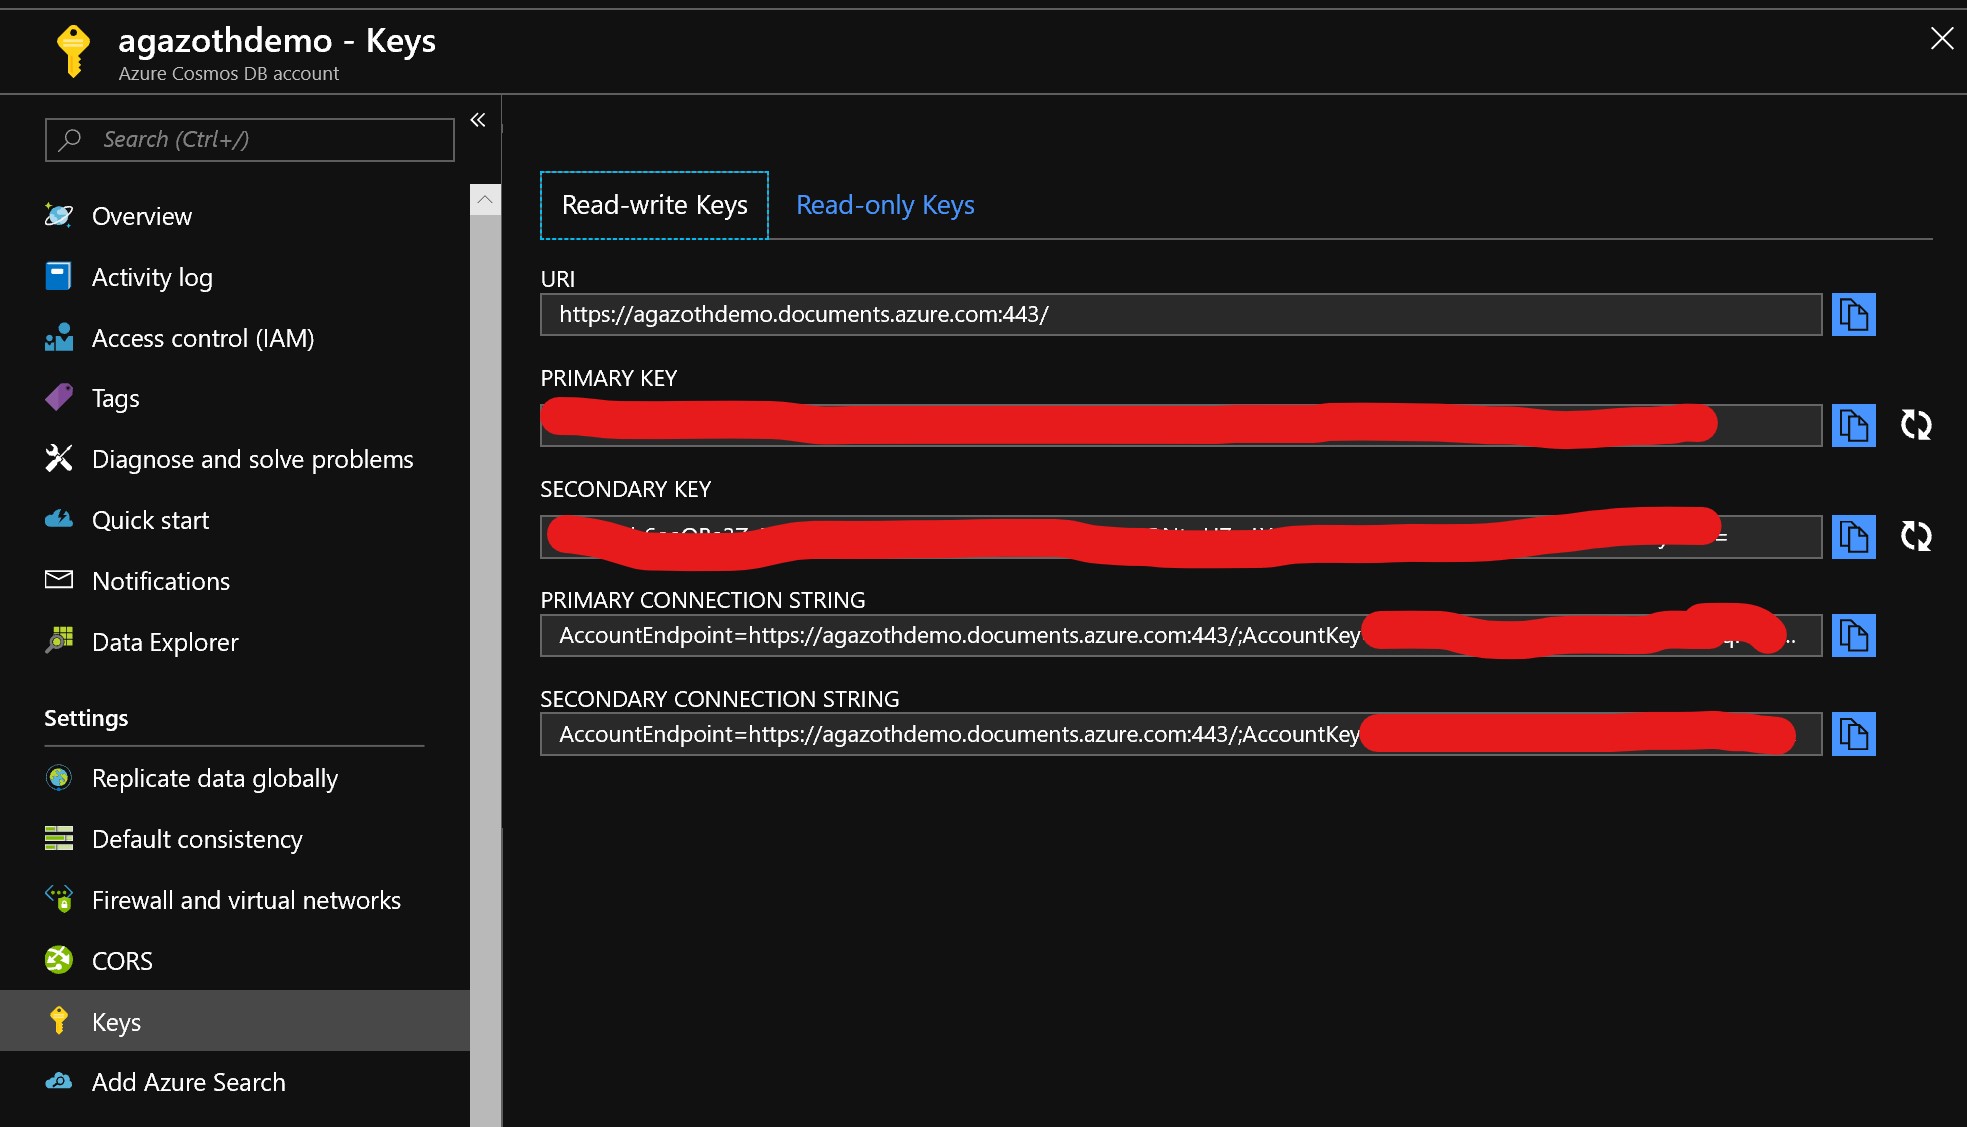 agazothdemo - Keys
Azure Cosmos DB account
Search (Ctrl+/)
Overview
Activity log
Access control (IAM)
Tags
Diagnose and solve problems
Quick start
Notifications
Data Explorer
Settings
Replicate data globally
Default consistency
Firewall and virtual networks
CORS
Keys
Add Azure Search
Read-write Keys
Read-only Keys
URI
https://agazothdemo.documents.azure.com:443/
PRIMARY KEY
SECONDARY KEY
PRIMARY CONNECTION STRING
AccountEndpoint=https://agazothdemo.documents.azure.com:443/;AccountKey
SECONDARY CONNECTION STRING
AccountEndpoint=https://agazothdemo.documents.azure.com:443/;AccountKey